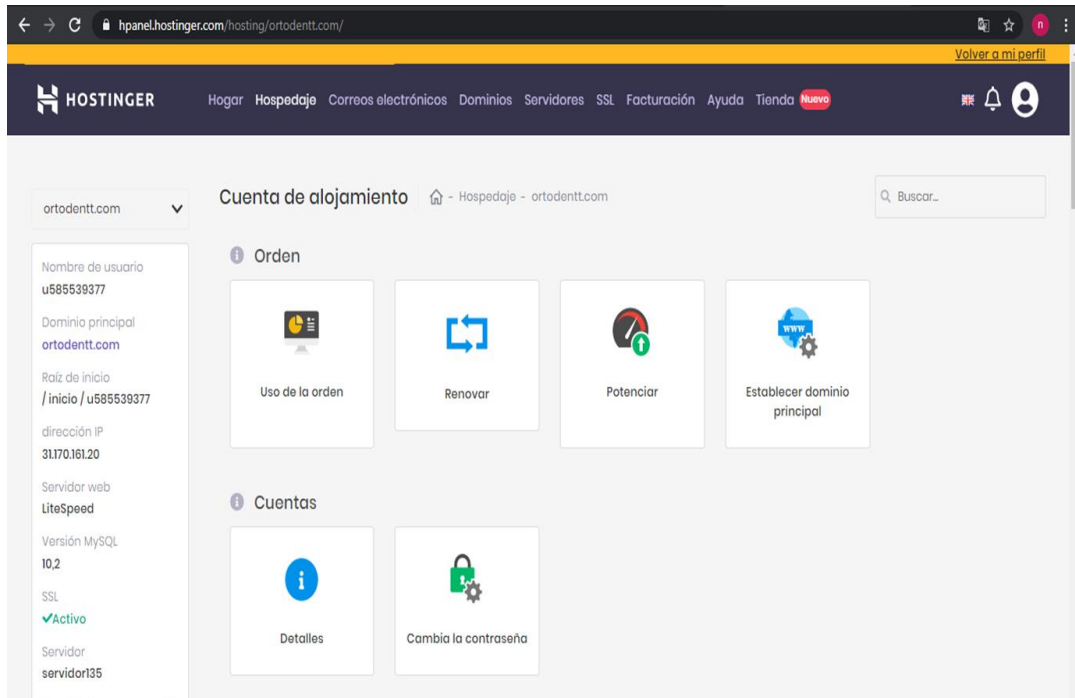 hpanel.hostinger.com/hosting/ortodentt.com/
n
Volver a mi perfil
HOSTINGER
Hogar Hospedaje Correos electrónicos Dominios Servidores SSL Facturación Ayuda Tienda Nuevo
ortodentt.com
Cuenta de alojamiento - Hospedaje - ortodentt.com
Buscar...
Nombre de usuario
u585539377
Dominio principal
ortodentt.com
Raíz de inicio
/ inicio / u585539377
dirección IP
31.170.161.20
Servidor web
LiteSpeed
Versión MySQL
10,2
SSL
Activo
Servidor
servidor135
Orden
Uso de la orden
Renovar
Potenciar
WWW
Establecer dominio
principal
Cuentas
Detalles
Cambia la contraseña